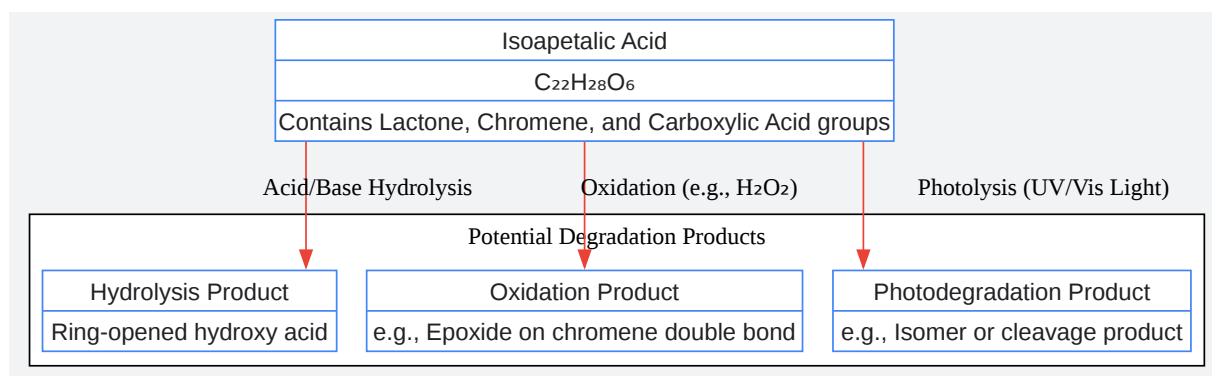 Isoapetalic Acid
C₂₂H₂₈O₆
Contains Lactone, Chromene, and Carboxylic Acid groups
Acid/Base Hydrolysis
Oxidation (e.g., H₂O₂)
Photolysis (UV/Vis Light)
Potential Degradation Products
Hydrolysis Product
Ring-opened hydroxy acid
Oxidation Product
e.g., Epoxide on chromene double bond
Photodegradation Product
e.g., Isomer or cleavage product